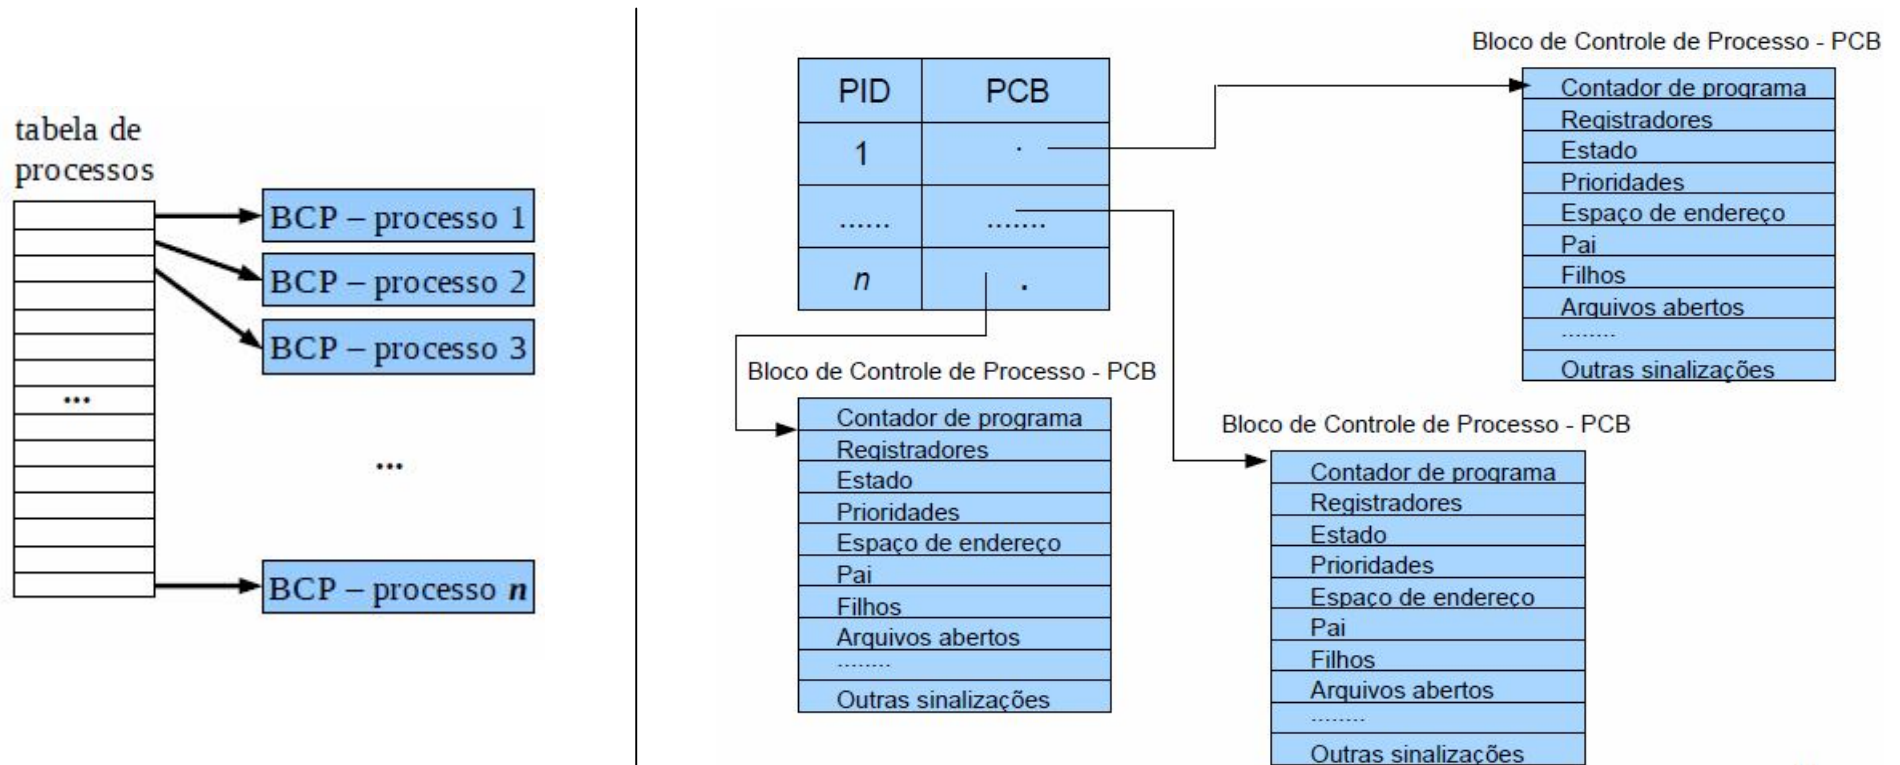 tabela de
processos
BCP – processo 1
BCP – processo 2
BCP – processo 3
...
...
BCP – processo n
PID PCB
1 .
...... .......
n .
Bloco de Controle de Processo - PCB
Contador de programa
Registradores
Estado
Prioridades
Espaço de endereço
Pai
Filhos
Arquivos abertos
........
Outras sinalizações
Bloco de Controle de Processo - PCB
Contador de programa
Registradores
Estado
Prioridades
Espaço de endereço
Pai
Filhos
Arquivos abertos
........
Outras sinalizações
Bloco de Controle de Processo - PCB
Contador de programa
Registradores
Estado
Prioridades
Espaço de endereço
Pai
Filhos
Arquivos abertos
........
Outras sinalizações